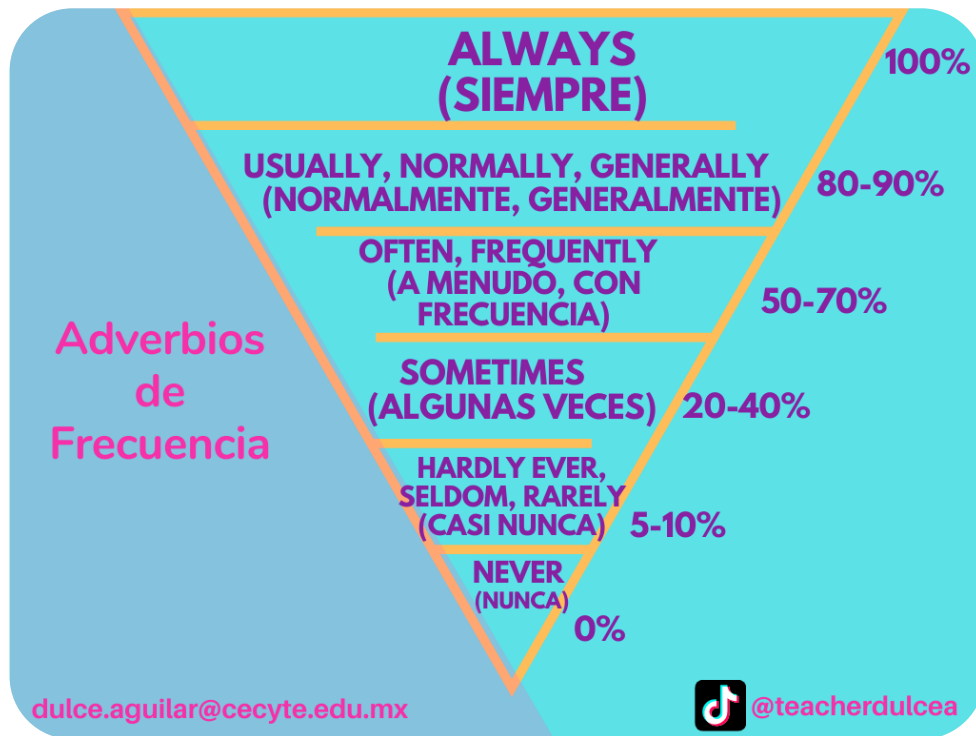 ALWAYS
(SIEMPRE)
100%
USUALLY, NORMALLY, GENERALLY
(NORMALMENTE, GENERALMENTE)
80-90%
OFTEN, FREQUENTLY
(A MENUDO, CON
FRECUENCIA)
50-70%
Adverbios
de
Frecuencia
SOMETIMES
(ALGUNAS VECES)
20-40%
HARDLY EVER,
SELDOM, RARELY
(CASI NUNCA)
5-10%
NEVER
(NUNCA)
0%
dulce.aguilar@cecyte.edu.mx
@teacherdulcea